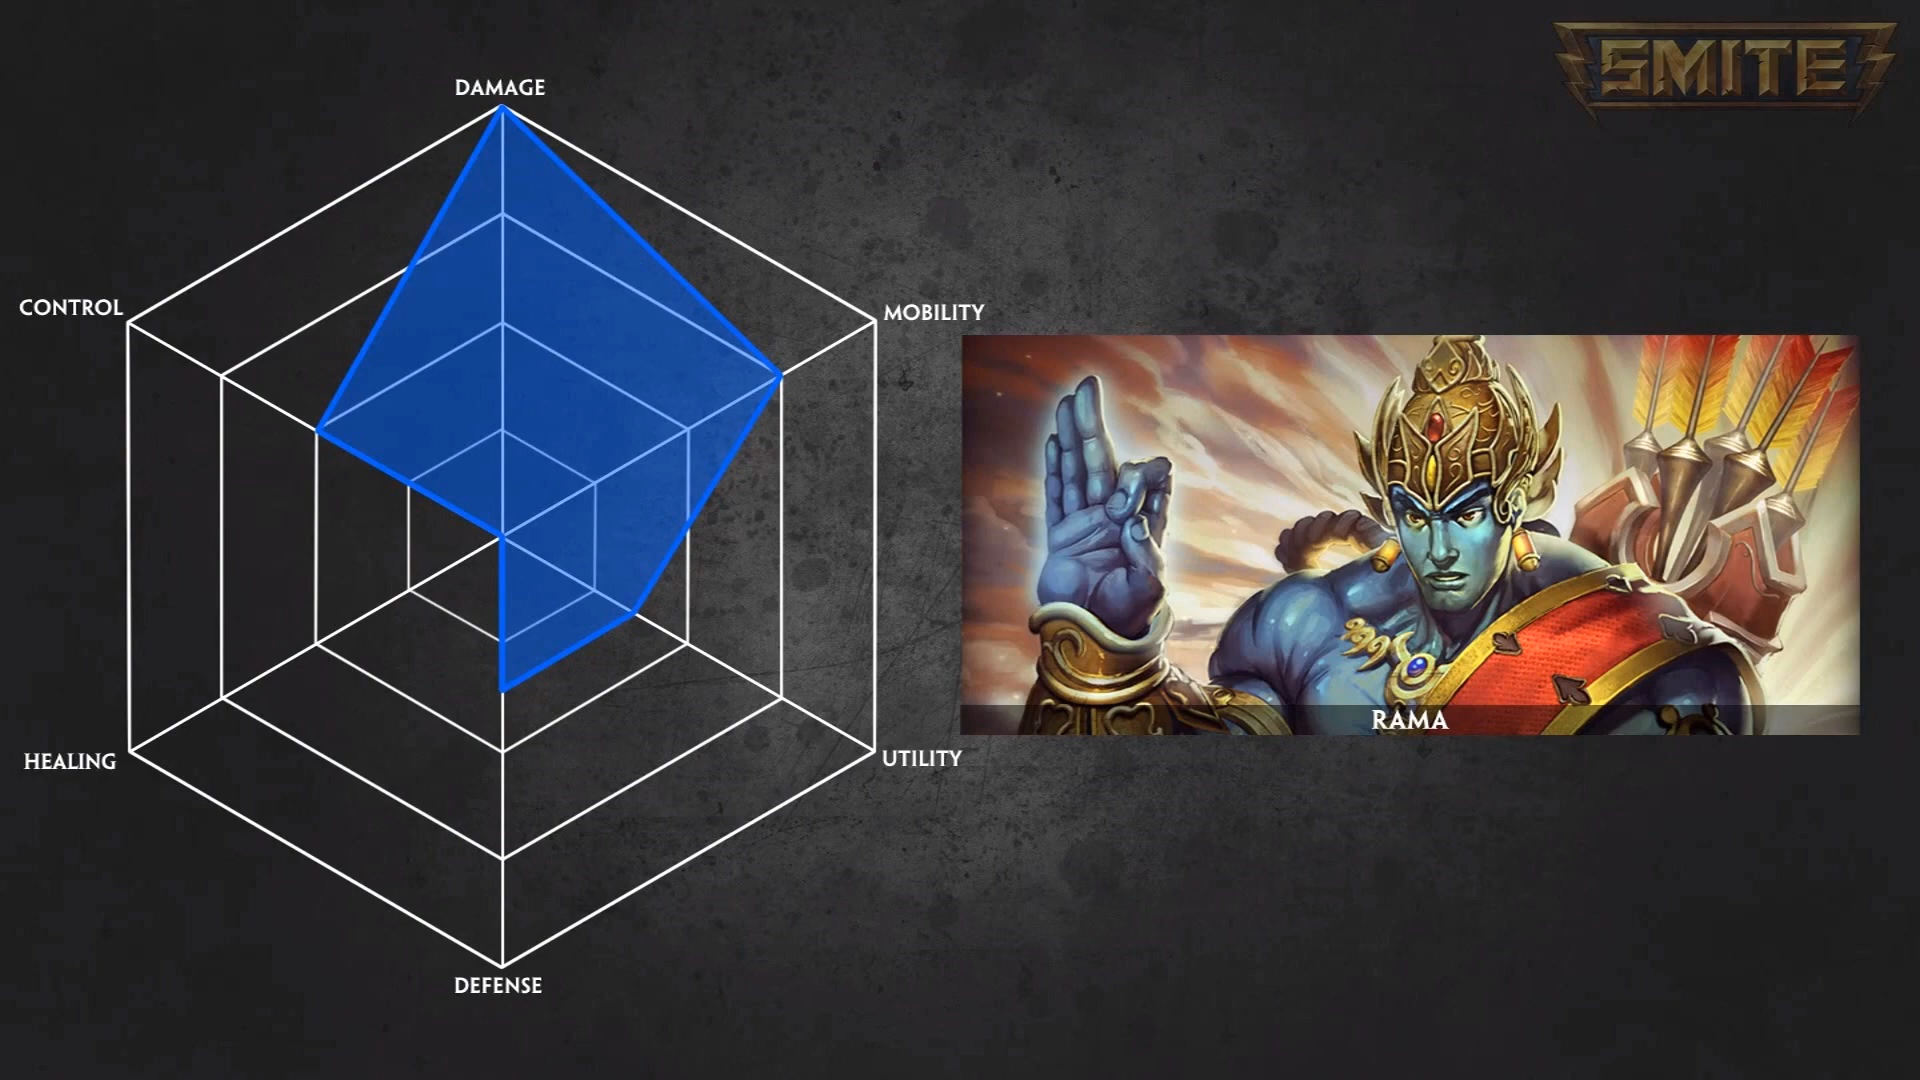 SMITE
DAMAGE
CONTROL
MOBILITY
RAMA
HEALING
UTILITY
DEFENSE